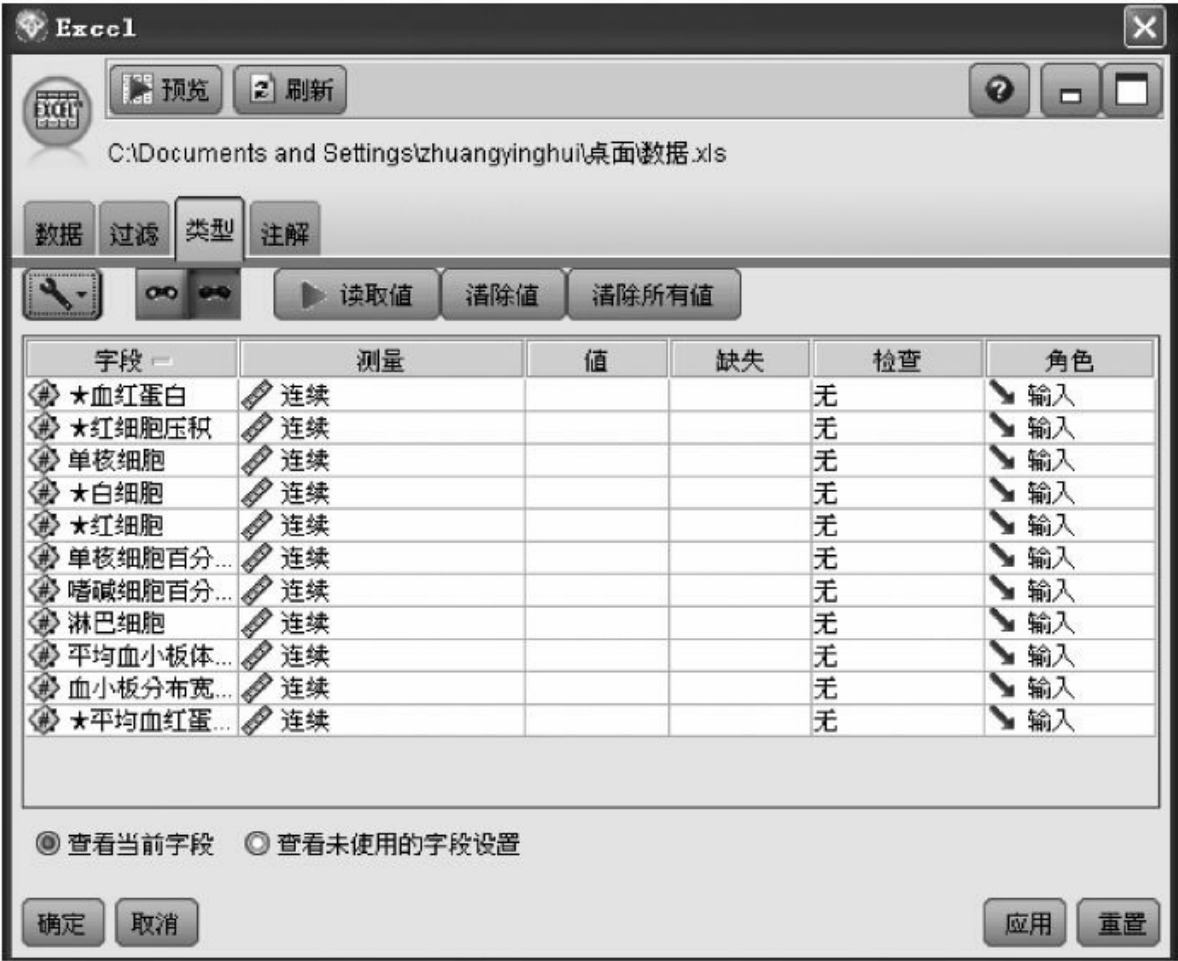 Excel
预览 刷新
EXCEL
C:\Documents and Settings\zhuangyinghui\桌面\数据.xls
数据 过滤 类型 注解
读取值 清除值 清除所有值
字段 测量 值 缺失 检查 角色
★血红蛋白 连续 无 输入
★红细胞压积 连续 无 输入
单核细胞 连续 无 输入
★白细胞 连续 无 输入
★红细胞 连续 无 输入
单核细胞百分... 连续 无 输入
嗜碱细胞百分... 连续 无 输入
淋巴细胞 连续 无 输入
平均血小板体... 连续 无 输入
血小板分布宽... 连续 无 输入
★平均血红蛋... 连续 无 输入
查看当前字段 查看未使用的字段设置
确定 取消 应用 重置